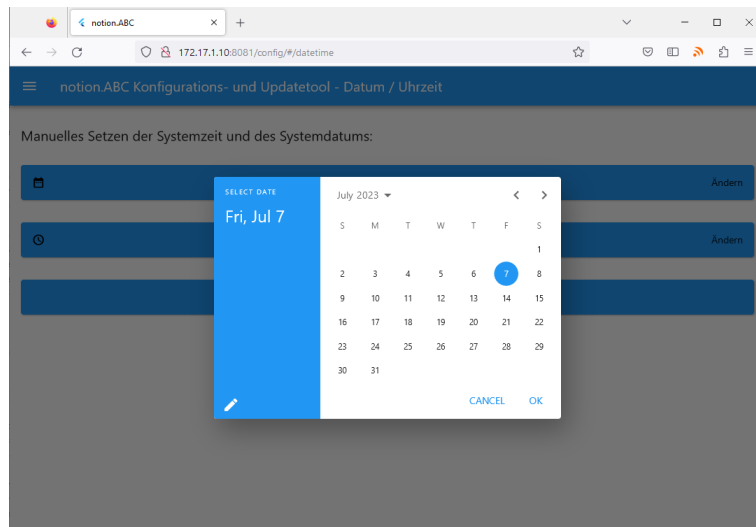 notion.ABC
172.17.1.10:8081/config/#/datetime
notion.ABC Konfigurations- und Updatetool - Datum / Uhrzeit
Manuelles Setzen der Systemzeit und des Systemdatums:
Ändern
Ändern
SELECT DATE
Fri, Jul 7
July 2023
S M T W T F S
1
2 3 4 5 6 7 8
9 10 11 12 13 14 15
16 17 18 19 20 21 22
23 24 25 26 27 28 29
30 31
CANCEL OK